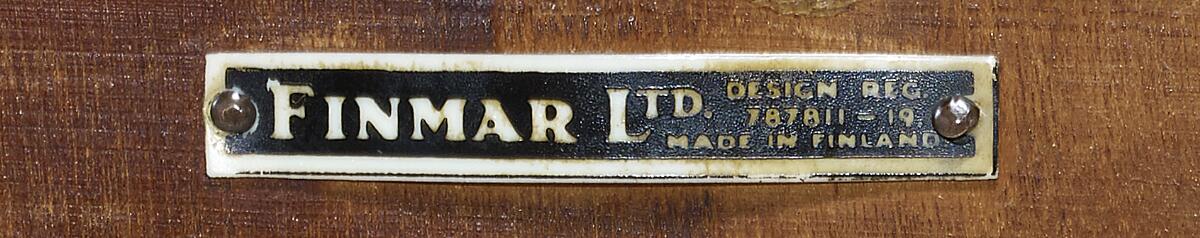 FINMAR LTD.
DESIGN REG.
787811-19
MADE IN FINLAND